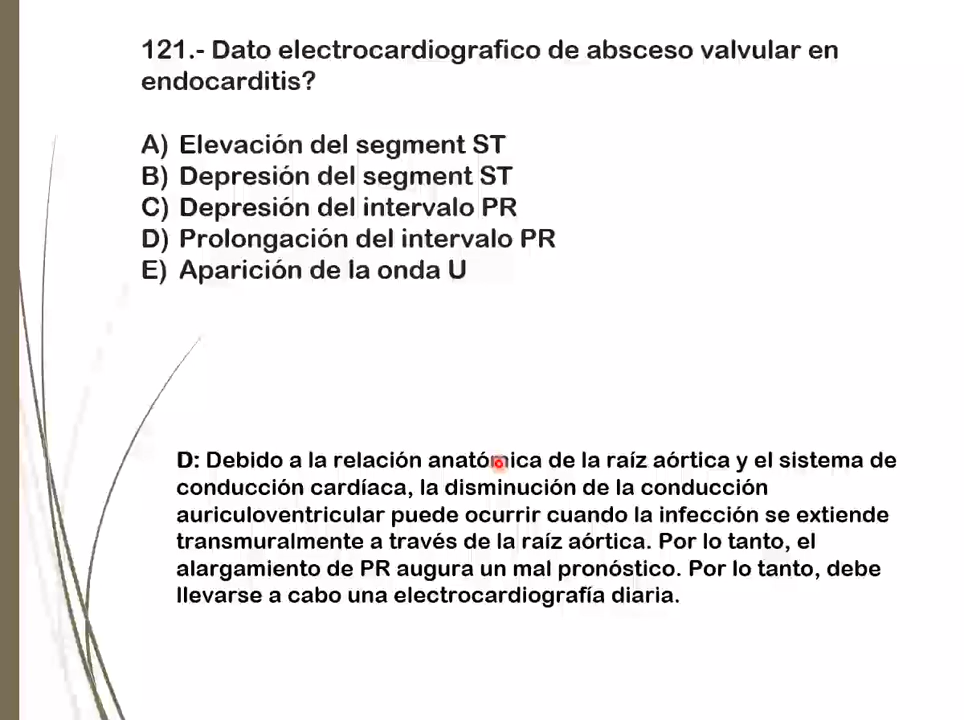 121.- Dato electrocardiografico de absceso valvular en
endocarditis?
A) Elevación del segment ST
B) Depresión del segment ST
C) Depresión del intervalo PR
D) Prolongación del intervalo PR
E) Aparición de la onda U
D: Debido a la relación anatómica de la raíz aórtica y el sistema de
conducción cardíaca, la disminución de la conducción
auriculoventricular puede ocurrir cuando la infección se extiende
transmuralmente a través de la raíz aórtica. Por lo tanto, el
alargamiento de PR augura un mal pronóstico. Por lo tanto, debe
llevarse a cabo una electrocardiografía diaria.